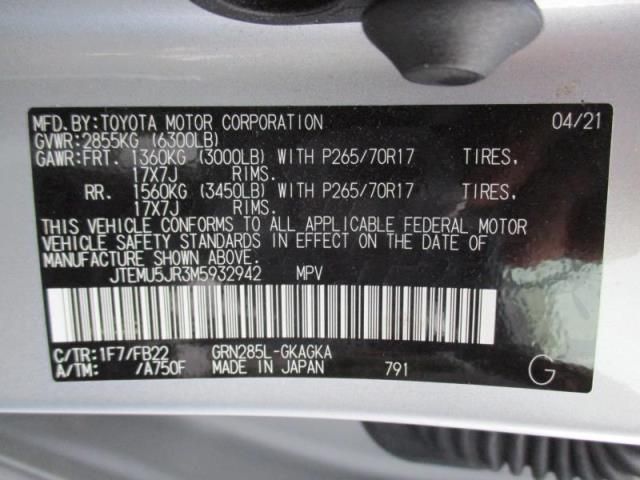 MFD.BY:TOYOTA MOTOR CORPORATION 04/21
GVWR:2855KG (6300LB)
GAWR:FRT. 1360KG (3000LB) WITH P265/70R17 TIRES,
17X7J RIMS.
RR. 1560KG (3450LB) WITH P265/70R17 TIRES,
17X7J RIMS.
THIS VEHICLE CONFORMS TO ALL APPLICABLE FEDERAL MOTOR
VEHICLE SAFETY STANDARDS IN EFFECT ON THE DATE OF
MANUFACTURE SHOWN ABOVE.
JTEMU5JR3M5932942 MPV
C/TR:1F7/FB22 GRN285L-GKAGKA
A/TM: /A750F MADE IN JAPAN 791 G